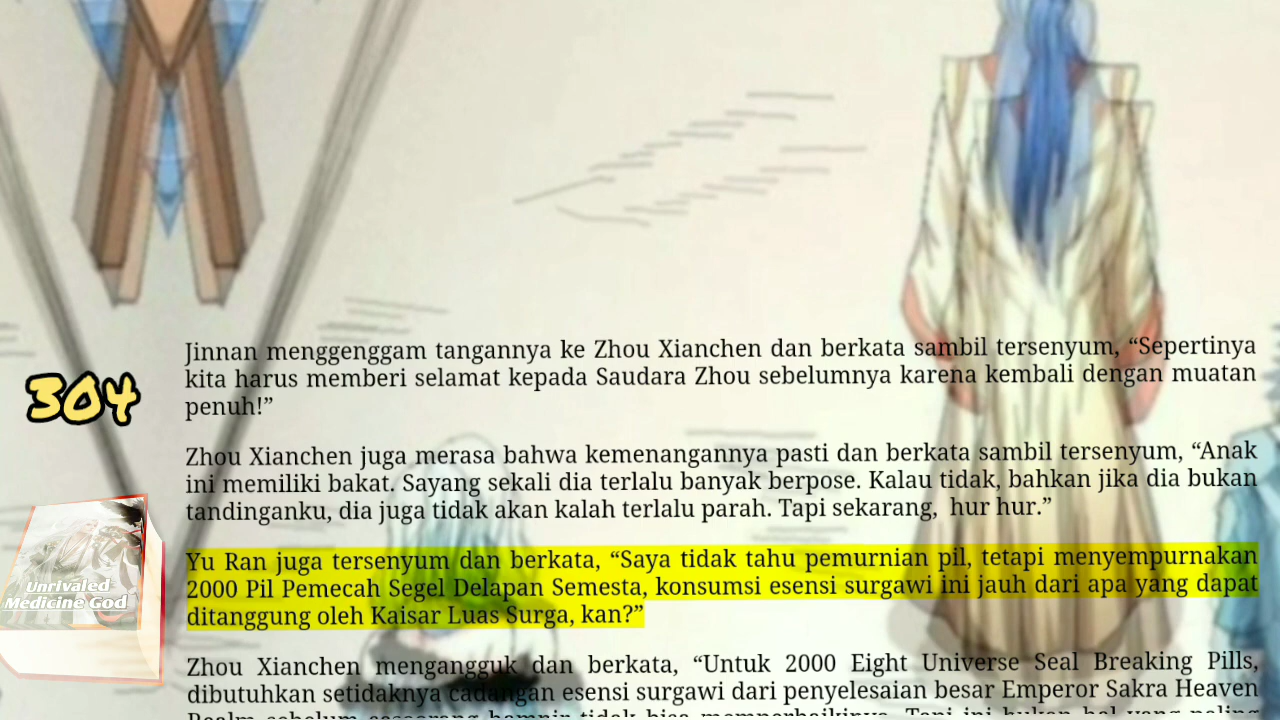 Jinnan menggenggam tangannya ke Zhou Xianchen dan berkata sambil tersenyum, “Sepertinya
kita harus memberi selamat kepada Saudara Zhou sebelumnya karena kembali dengan muatan
penuh!”
304
Zhou Xianchen juga merasa bahwa kemenangannya pasti dan berkata sambil tersenyum, “Anak
ini memiliki bakat. Sayang sekali dia terlalu banyak berpose. Kalau tidak, bahkan jika dia bukan
tandinganku, dia juga tidak akan kalah terlalu parah. Tapi sekarang, hur hur.”
Yu Ran juga tersenyum dan berkata, “Saya tidak tahu pemurnian pil, tetapi menyempurnakan
2000 Pil Pemecah Segel Delapan Semesta, konsumsi esensi surgawi ini jauh dari apa yang dapat
ditanggung oleh Kaisar Luas Surga, kan?”
Unrivaled
Medicine God
Zhou Xianchen mengangguk dan berkata, “Untuk 2000 Eight Universe Seal Breaking Pills,
dibutuhkan setidaknya cadangan esensi surgawi dari penyelesaian besar Emperor Sakra Heaven